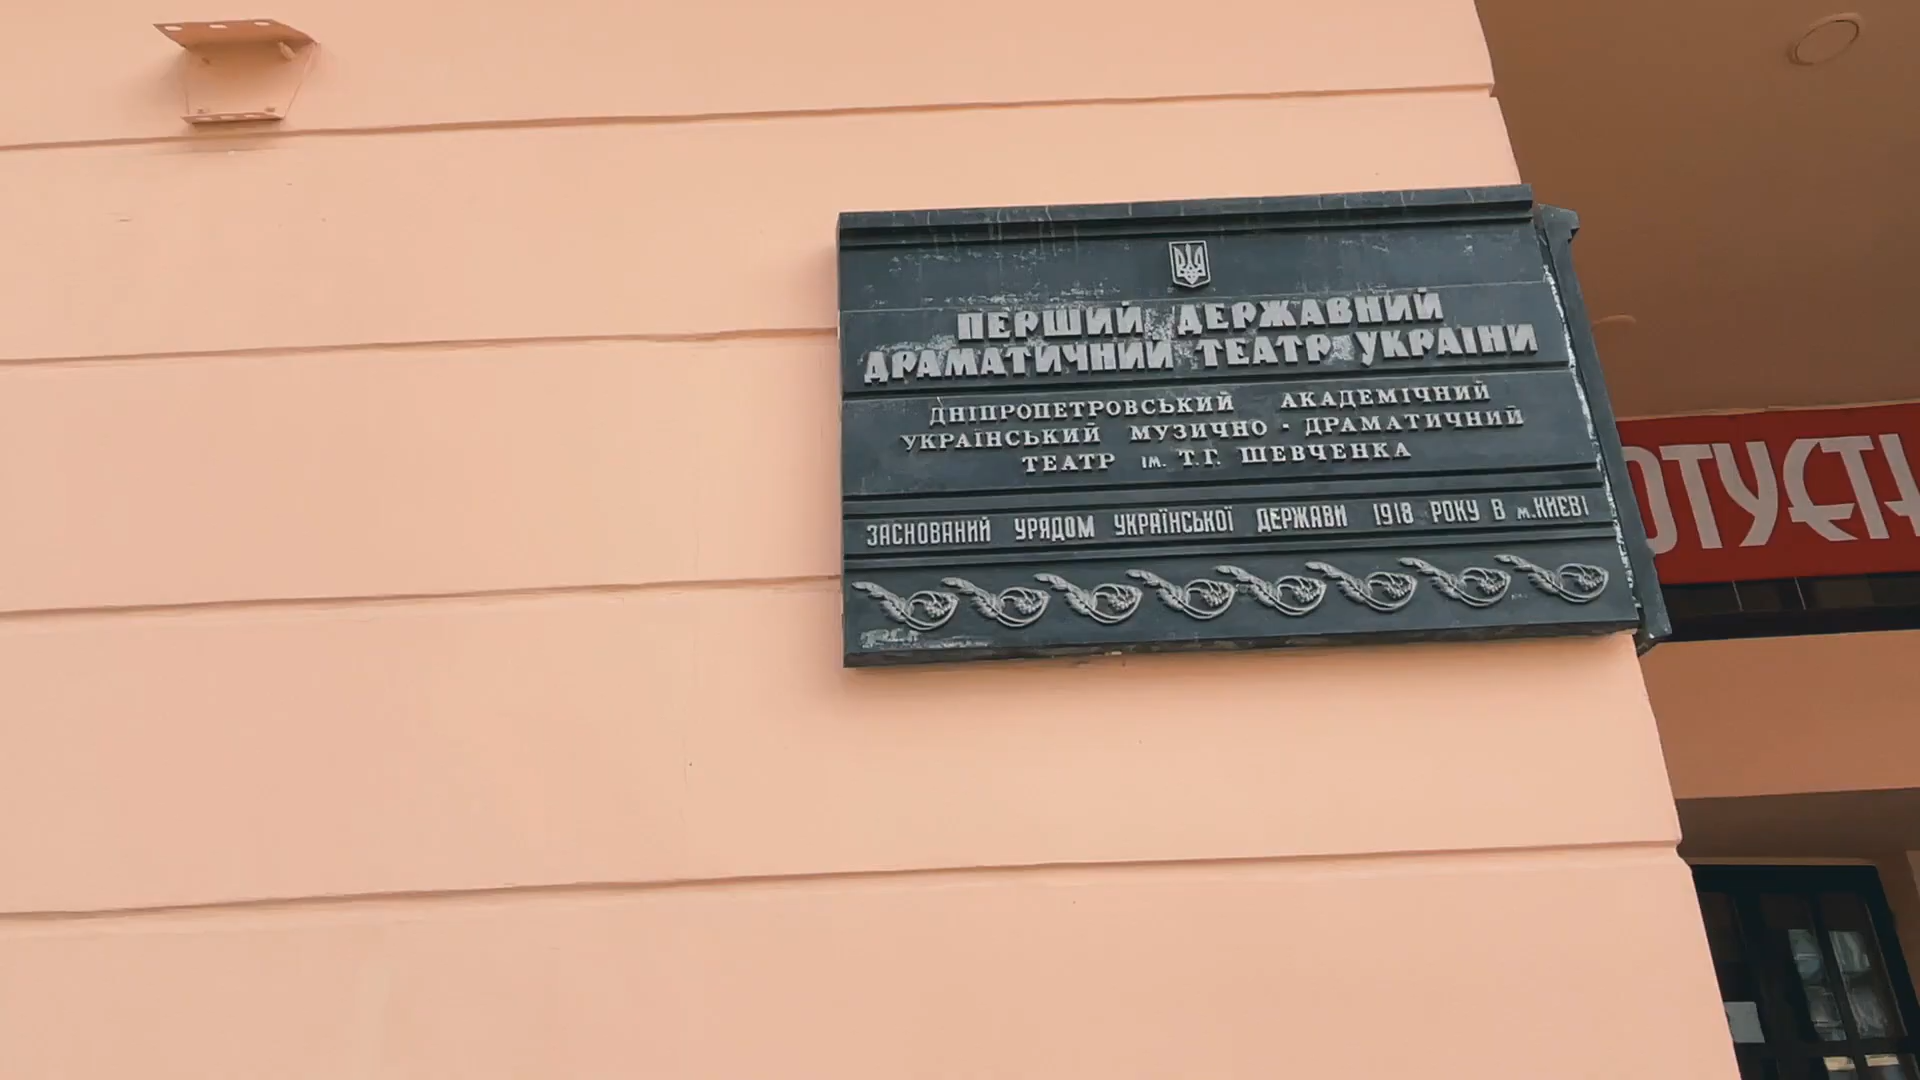 ПЕРШИЙ ДЕРЖАВНИЙ
ДРАМАТИЧНИЙ ТЕАТР УКРАЇНИ
ДНІПРОПЕТРОВСЬКИЙ АКАДЕМІЧНИЙ
УКРАЇНСЬКИЙ МУЗИЧНО - ДРАМАТИЧНИЙ
ТЕАТР ІМ. Т.Г. ШЕВЧЕНКА
ЗАСНОВАНИЙ УРЯДОМ УКРАЇНСЬКОЇ ДЕРЖАВИ 1918 РОКУ В м.КИЄВІ